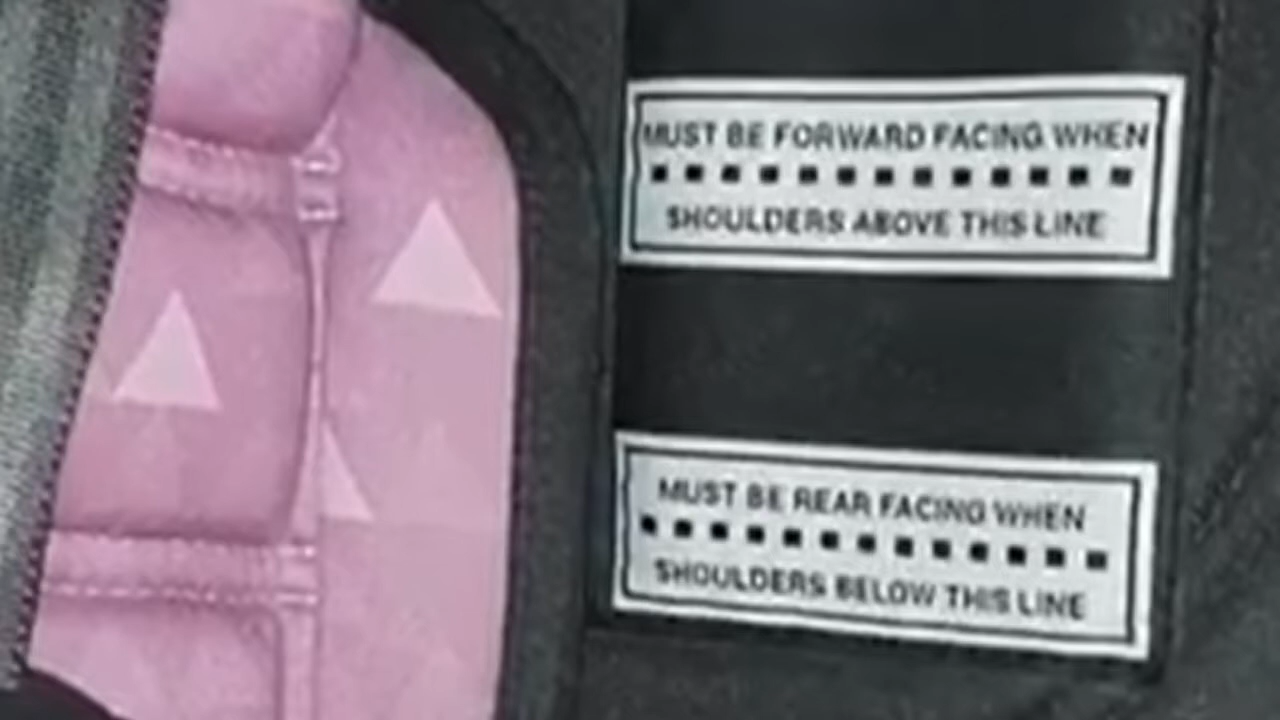 MUST BE FORWARD FACING WHEN
SHOULDERS ABOVE THIS LINE
MUST BE REAR FACING WHEN
SHOULDERS BELOW THIS LINE